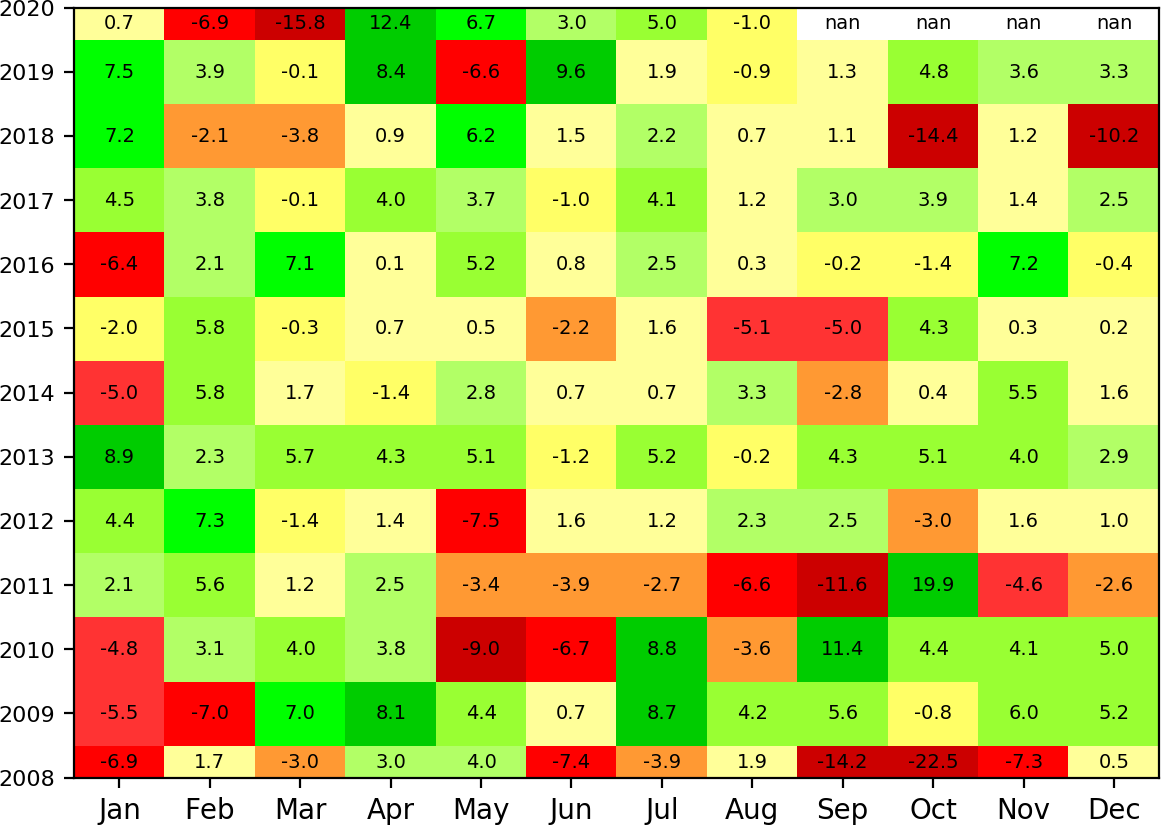 2020 0.7 -6.9 -15.8 12.4 6.7 3.0 5.0 -1.0 nan nan nan nan
2019 7.5 3.9 -0.1 8.4 -6.6 9.6 1.9 -0.9 1.3 4.8 3.6 3.3
2018 7.2 -2.1 -3.8 0.9 6.2 1.5 2.2 0.7 1.1 -14.4 1.2 -10.2
2017 4.5 3.8 -0.1 4.0 3.7 -1.0 4.1 1.2 3.0 3.9 1.4 2.5
2016 -6.4 2.1 7.1 0.1 5.2 0.8 2.5 0.3 -0.2 -1.4 7.2 -0.4
2015 -2.0 5.8 -0.3 0.7 0.5 -2.2 1.6 -5.1 -5.0 4.3 0.3 0.2
2014 -5.0 5.8 1.7 -1.4 2.8 0.7 0.7 3.3 -2.8 0.4 5.5 1.6
2013 8.9 2.3 5.7 4.3 5.1 -1.2 5.2 -0.2 4.3 5.1 4.0 2.9
2012 4.4 7.3 -1.4 1.4 -7.5 1.6 1.2 2.3 2.5 -3.0 1.6 1.0
2011 2.1 5.6 1.2 2.5 -3.4 -3.9 -2.7 -6.6 -11.6 19.9 -4.6 -2.6
2010 -4.8 3.1 4.0 3.8 -9.0 -6.7 8.8 -3.6 11.4 4.4 4.1 5.0
2009 -5.5 -7.0 7.0 8.1 4.4 0.7 8.7 4.2 5.6 -0.8 6.0 5.2
2008 -6.9 1.7 -3.0 3.0 4.0 -7.4 -3.9 1.9 -14.2 -22.5 -7.3 0.5
Jan Feb Mar Apr May Jun Jul Aug Sep Oct Nov Dec